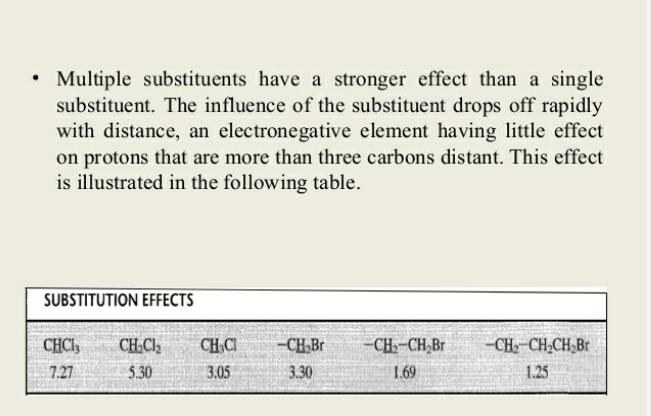 • Multiple substituents have a stronger effect than a single
substituent. The influence of the substituent drops off rapidly
with distance, an electronegative element having little effect
on protons that are more than three carbons distant. This effect
is illustrated in the following table.
SUBSTITUTION EFFECTS
CHCl₃ CH₂Cl₂ CH₃Cl –CH₂Br –CH₂–CH₂Br –CH₂–CH₂CH₂Br
7.27 5.30 3.05 3.30 1.69 1.25